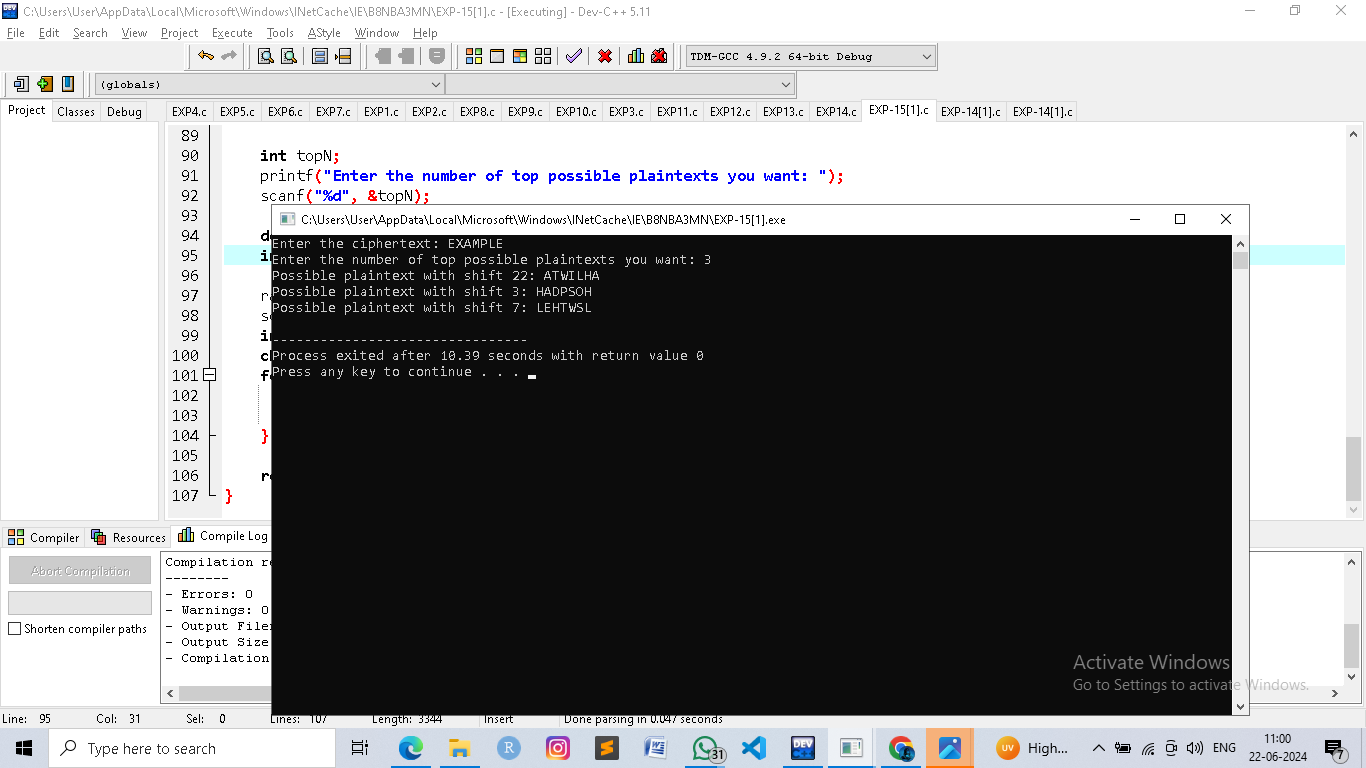 C:\Users\User\AppData\Local\Microsoft\Windows\INetCache\IE\B8NBA3MN\EXP-15[1].c - [Executing] - Dev-C++ 5.11
File Edit Search View Project Execute Tools AStyle Window Help
TDM-GCC 4.9.2 64-bit Debug
(globals)
Project Classes Debug
EXP4.c EXP5.c EXP6.c EXP7.c EXP1.c EXP2.c EXP8.c EXP9.c EXP10.c EXP3.c EXP11.c EXP12.c EXP13.c EXP14.c EXP-15[1].c EXP-14[1].c EXP-14[1].c
89
90 int topN;
91 printf("Enter the number of top possible plaintexts you want: ");
92 scanf("%d", &topN);
93
94
95
96
97
98
99
100
101
102
103
104 }
105
106
107 }
C:\Users\User\AppData\Local\Microsoft\Windows\INetCache\IE\B8NBA3MN\EXP-15[1].exe
Enter the ciphertext: EXAMPLE
Enter the number of top possible plaintexts you want: 3
Possible plaintext with shift 22: ATWILHA
Possible plaintext with shift 3: HADPSOH
Possible plaintext with shift 7: LEHTWSL
--------------------------------
Process exited after 10.39 seconds with return value 0
Press any key to continue . . .
Compiler Resources Compile Log
Abort Compilation
Shorten compiler paths
Compilation
--------
- Errors: 0
- Warnings: 0
- Output
- Output Size
- Compilation
Activate Windows
Go to Settings to activate Windows.
Line: 95 Col: 31 Sel: 0 Lines: 107 Length: 3344 Insert Done parsing in 0.047 seconds
Type here to search
R
W
31
DEV
UV
High...
ENG
11:00
22-06-2024
7